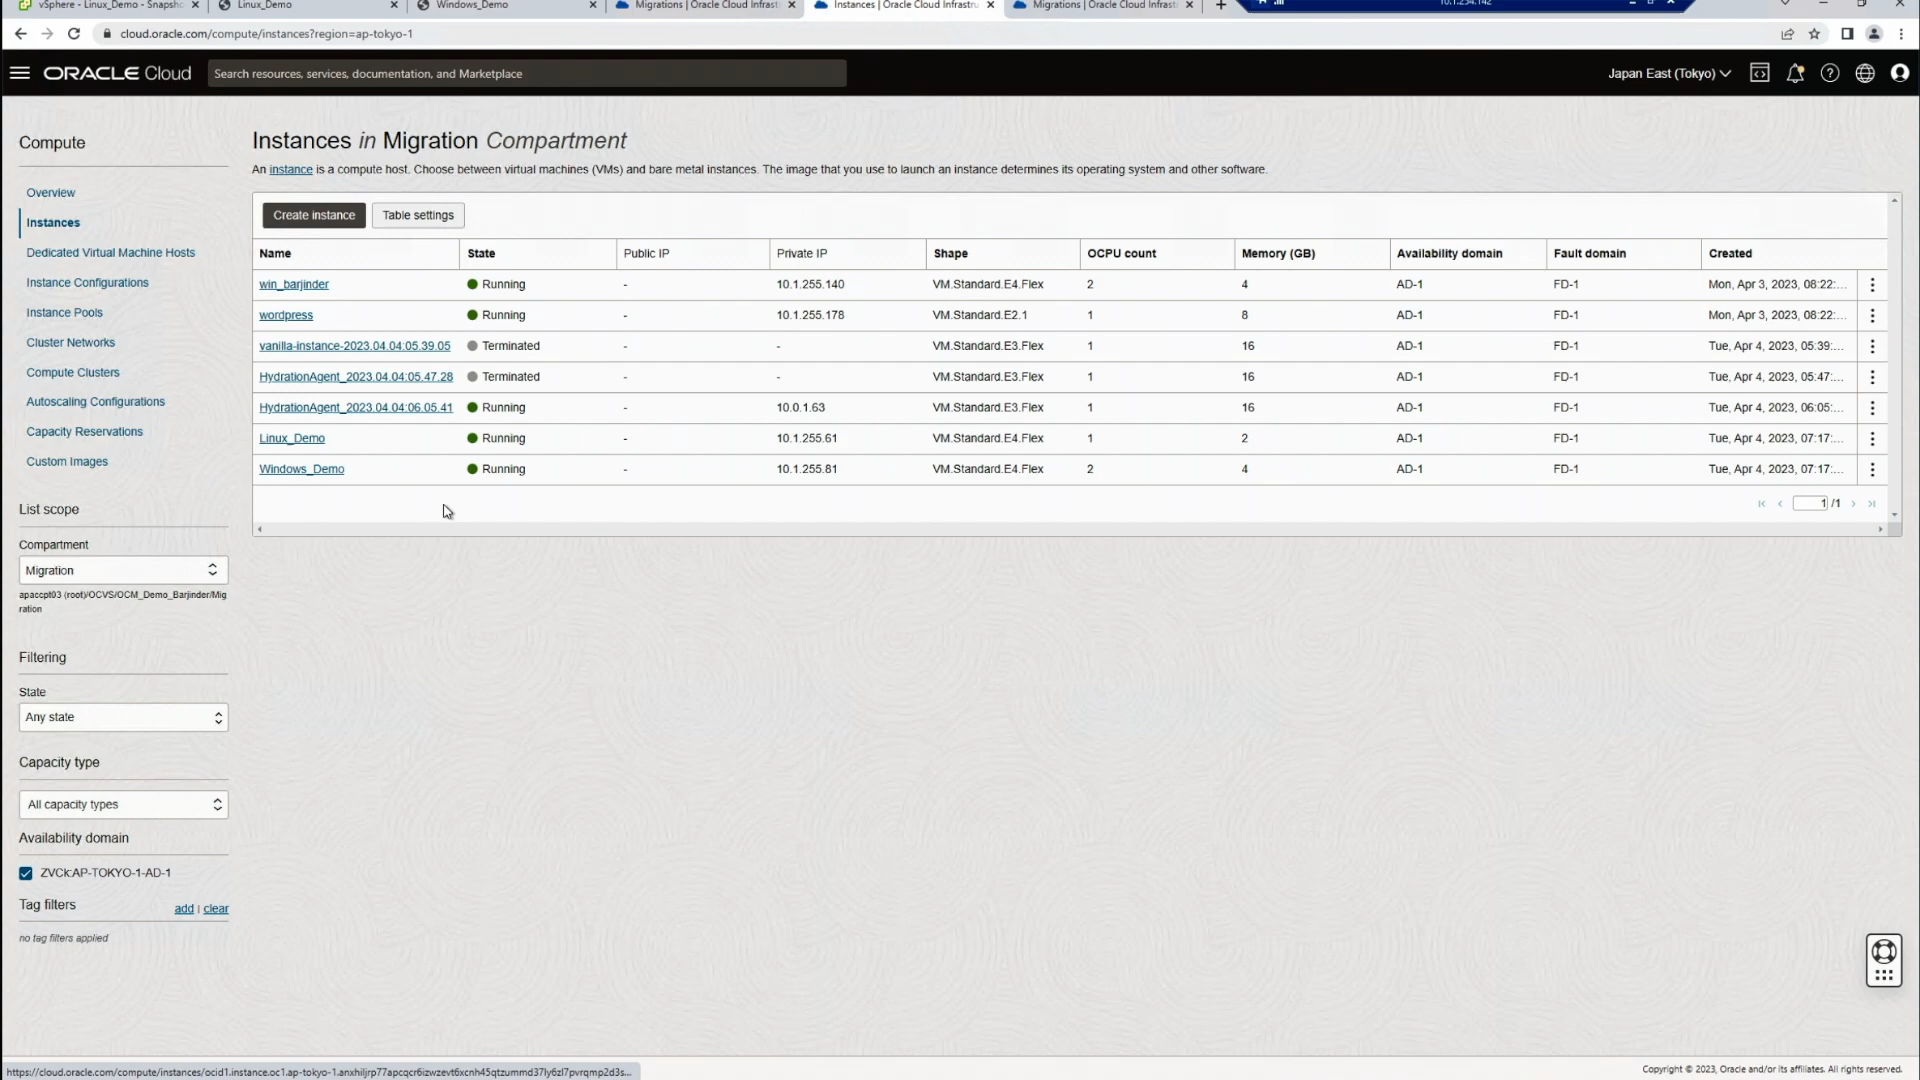 vSphere - Linux_Demo - Snapsho
Linux_Demo
Windows_Demo
Migrations | Oracle Cloud Infrast
Instances | Oracle Cloud Infrastru
Migrations | Oracle Cloud Infrast
10.1.254.142
cloud.oracle.com/compute/instances?region=ap-tokyo-1
ORACLE Cloud
Search resources, services, documentation, and Marketplace
Japan East (Tokyo)
Compute
Overview
Instances
Dedicated Virtual Machine Hosts
Instance Configurations
Instance Pools
Cluster Networks
Compute Clusters
Autoscaling Configurations
Capacity Reservations
Custom Images
List scope
Compartment
Migration
apaccpt03 (root)/OCVS/OCM_Demo_Barjinder/Mig
ration
Filtering
State
Any state
Capacity type
All capacity types
Availability domain
ZVCk:AP-TOKYO-1-AD-1
Tag filters add | clear
no tag filters applied
Instances in Migration Compartment
An instance is a compute host. Choose between virtual machines (VMs) and bare metal instances. The image that you use to launch an instance determines its operating system and other software.
Create instance Table settings
Name State Public IP Private IP Shape OCPU count Memory (GB) Availability domain Fault domain Created
win_barjinder Running - 10.1.255.140 VM.Standard.E4.Flex 2 4 AD-1 FD-1 Mon, Apr 3, 2023, 08:22:...
wordpress Running - 10.1.255.178 VM.Standard.E2.1 1 8 AD-1 FD-1 Mon, Apr 3, 2023, 08:22:...
vanilla-instance-2023.04.04:05.39.05 Terminated - - VM.Standard.E3.Flex 1 16 AD-1 FD-1 Tue, Apr 4, 2023, 05:39:...
HydrationAgent_2023.04.04:05.47.28 Terminated - - VM.Standard.E3.Flex 1 16 AD-1 FD-1 Tue, Apr 4, 2023, 05:47:...
HydrationAgent_2023.04.04:06.05.41 Running - 10.0.1.63 VM.Standard.E3.Flex 1 16 AD-1 FD-1 Tue, Apr 4, 2023, 06:05:...
Linux_Demo Running - 10.1.255.61 VM.Standard.E4.Flex 1 2 AD-1 FD-1 Tue, Apr 4, 2023, 07:17:...
Windows_Demo Running - 10.1.255.81 VM.Standard.E4.Flex 2 4 AD-1 FD-1 Tue, Apr 4, 2023, 07:17:...
1 /1
Copyright © 2023, Oracle and/or its affiliates. All rights reserved.